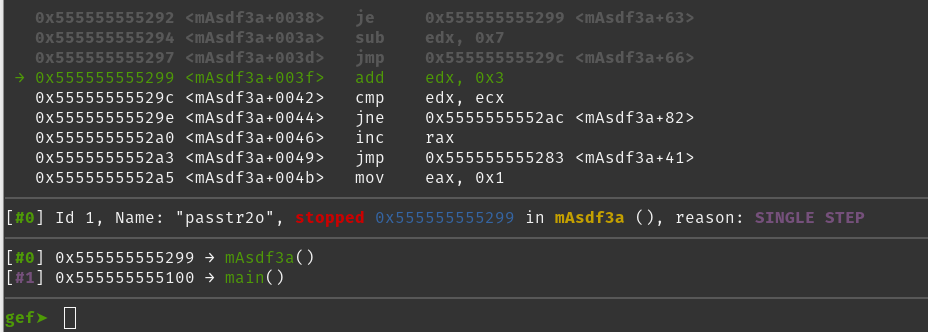 0x555555555292 <mAsdf3a+0038> je 0x555555555299 <mAsdf3a+63>
0x555555555294 <mAsdf3a+003a> sub edx, 0x7
0x555555555297 <mAsdf3a+003d> jmp 0x55555555529c <mAsdf3a+66>
→ 0x555555555299 <mAsdf3a+003f> add edx, 0x3
0x55555555529c <mAsdf3a+0042> cmp edx, ecx
0x55555555529e <mAsdf3a+0044> jne 0x5555555552ac <mAsdf3a+82>
0x5555555552a0 <mAsdf3a+0046> inc rax
0x5555555552a3 <mAsdf3a+0049> jmp 0x555555555283 <mAsdf3a+41>
0x5555555552a5 <mAsdf3a+004b> mov eax, 0x1
[#0] Id 1, Name: "passtr2o", stopped 0x555555555299 in mAsdf3a (), reason: SINGLE STEP
[#0] 0x555555555299 → mAsdf3a()
[#1] 0x555555555100 → main()
gef➤